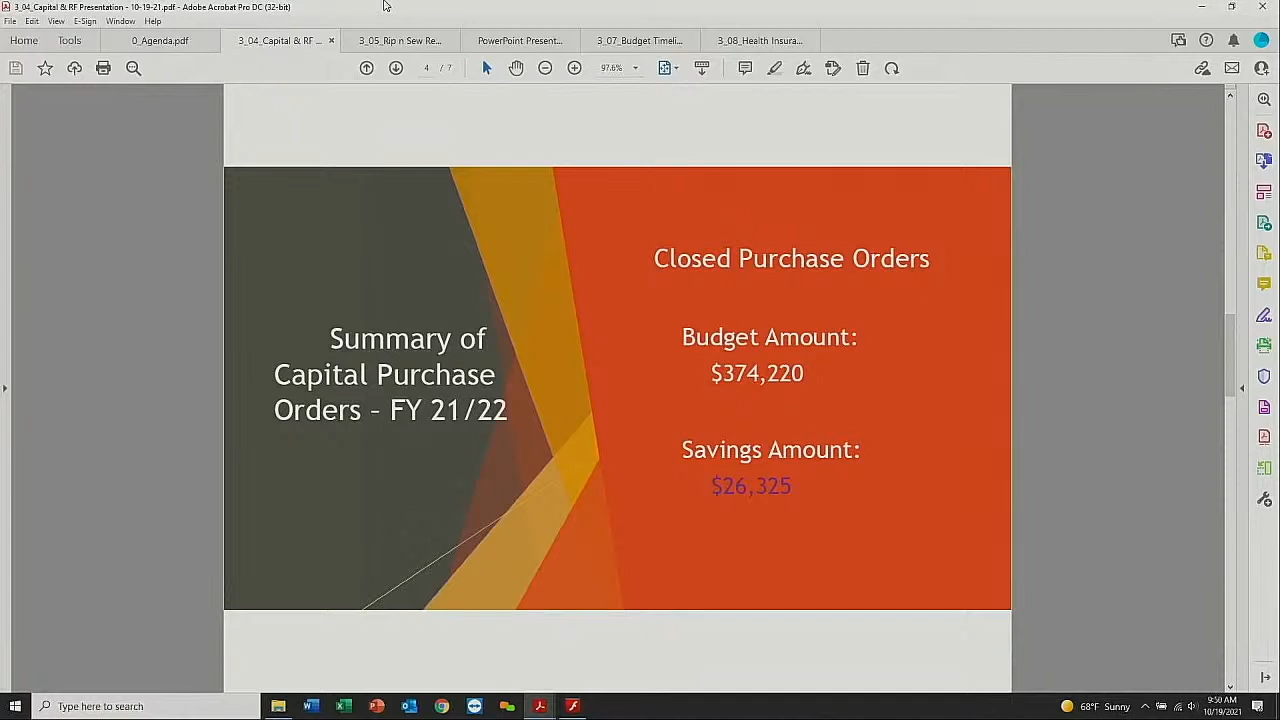 3_04_Capital & RF Presentation - 10-19-21.pdf - Adobe Acrobat Pro DC (32-bit)
File Edit View E-Sign Window Help
Home Tools 0_Agenda.pdf 3_04_Capital & RF ... × 3_05_Rip n Sew Re... PowerPoint Present... 3_07_Budget Timeli... 3_08_Health Insura...
4 / 7 97.6%
Closed Purchase Orders
Summary of
Capital Purchase
Orders – FY 21/22
Budget Amount:
$374,220
Savings Amount:
$26,325
Type here to search
68°F Sunny
9:50 AM
10/19/2021